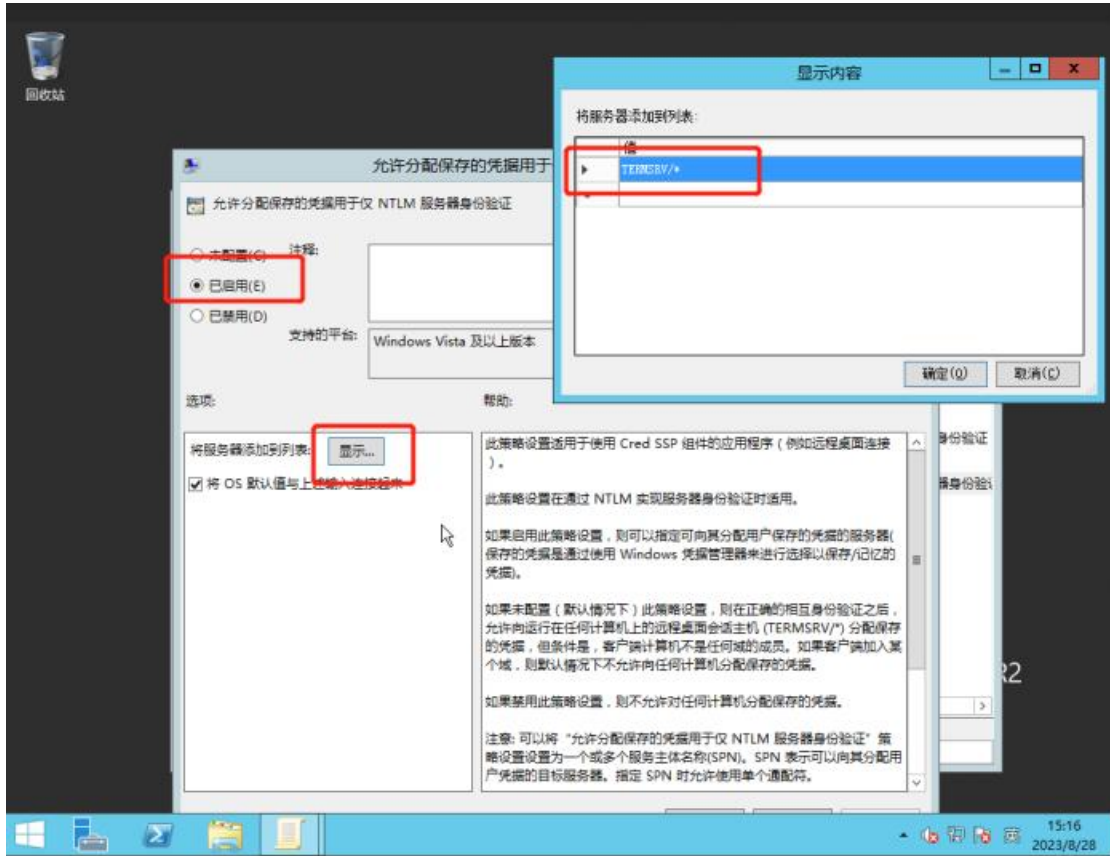 回收站
显示内容
将服务器添加到列表:
值
TERMSRV/*
确定(O)
取消(C)
允许分配保存的凭据用于
允许分配保存的凭据用于仅 NTLM 服务器身份验证
未配置(C)
注释:
已启用(E)
已禁用(D)
支持的平台:
Windows Vista 及以上版本
选项:
帮助:
将服务器添加到列表:
显示...
将 OS 默认值与上述输入连接起来
此策略设置适用于使用 Cred SSP 组件的应用程序(例如远程桌面连接
)。
此策略设置在通过 NTLM 实现服务器身份验证时适用。
如果启用此策略设置，则可以指定可向其分配用户保存的凭据的服务器(
保存的凭据是通过使用 Windows 凭据管理器来进行选择以保存/记忆的
凭据)。
如果未配置(默认情况下)此策略设置，则在正确的相互身份验证之后，
允许向运行在任何计算机上的远程桌面会话主机 (TERMSRV/*) 分配保存
的凭据，但条件是，客户端计算机不是任何域的成员。如果客户端加入某
个域，则默认情况下不允许向任何计算机分配保存的凭据。
如果禁用此策略设置，则不允许对任何计算机分配保存的凭据。
注意: 可以将“允许分配保存的凭据用于仅 NTLM 服务器身份验证”策
略设置设置为一个或多个服务主体名称(SPN)。SPN 表示可以向其分配用
户凭据的目标服务器。指定 SPN 时允许使用单个通配符。
身份验证
器身份验证
R2
英
15:16
2023/8/28